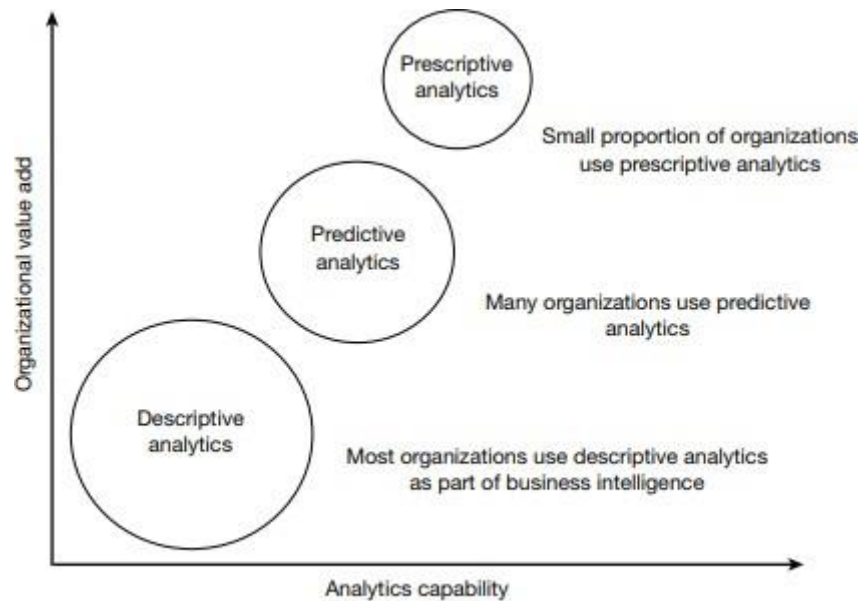 Prescriptive
analytics
Small proportion of organizations
use prescriptive analytics
Predictive
analytics
Many organizations use predictive
analytics
Descriptive
analytics
Most organizations use descriptive analytics
as part of business intelligence
Organizational value add
Analytics capability